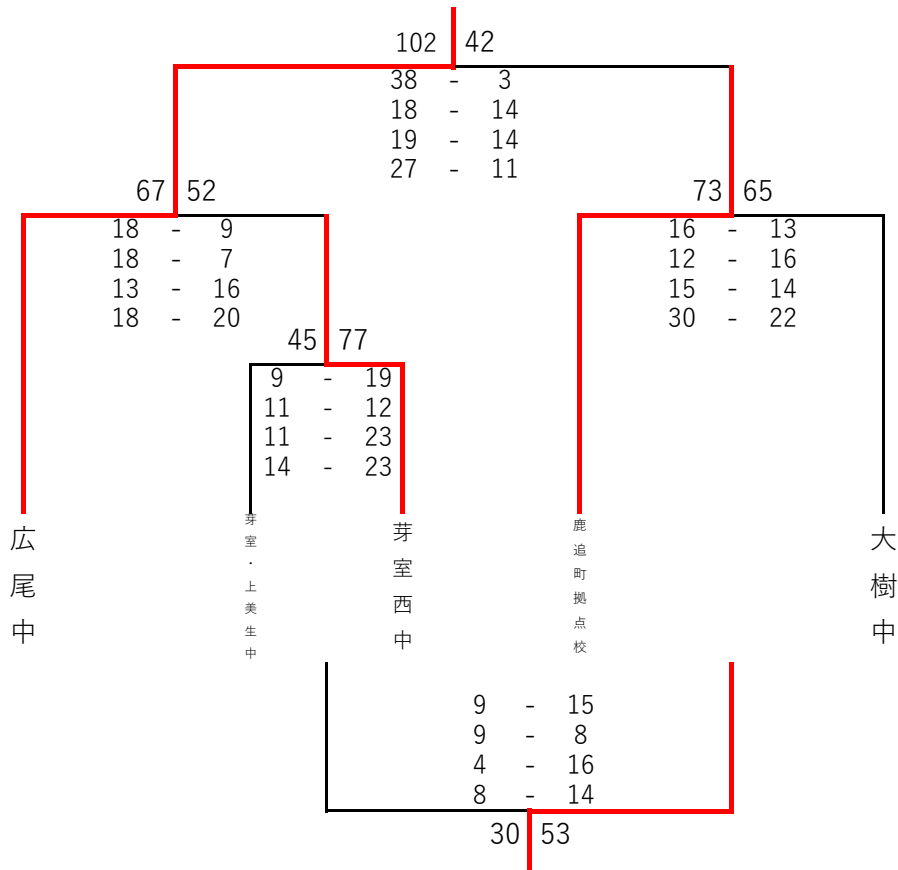 102 42
38 - 3
18 - 14
19 - 14
27 - 11
67 52
18 - 9
18 - 7
13 - 16
18 - 20
73 65
16 - 13
12 - 16
15 - 14
30 - 22
45 77
9 - 19
11 - 12
11 - 23
14 - 23
広尾中
芽室・上美生中
芽室西中
鹿追町拠点校
大樹中
9 - 15
9 - 8
4 - 16
8 - 14
30 53